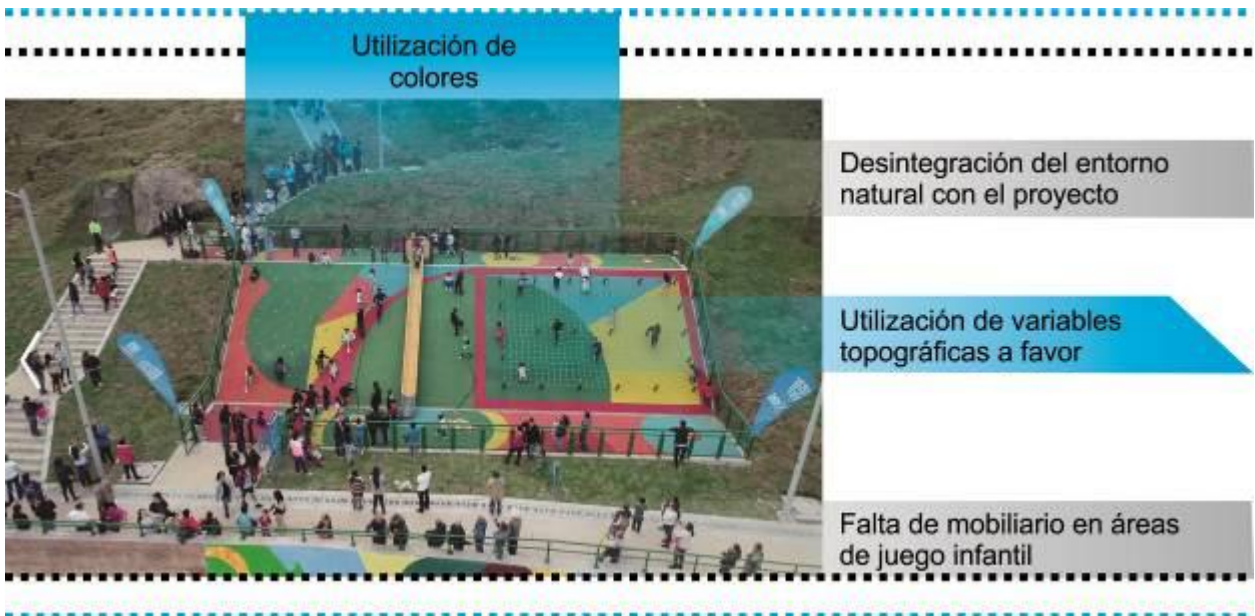 Utilización de
colores
Desintegración del entorno
natural con el proyecto
Utilización de variables
topográficas a favor
Falta de mobiliario en áreas
de juego infantil